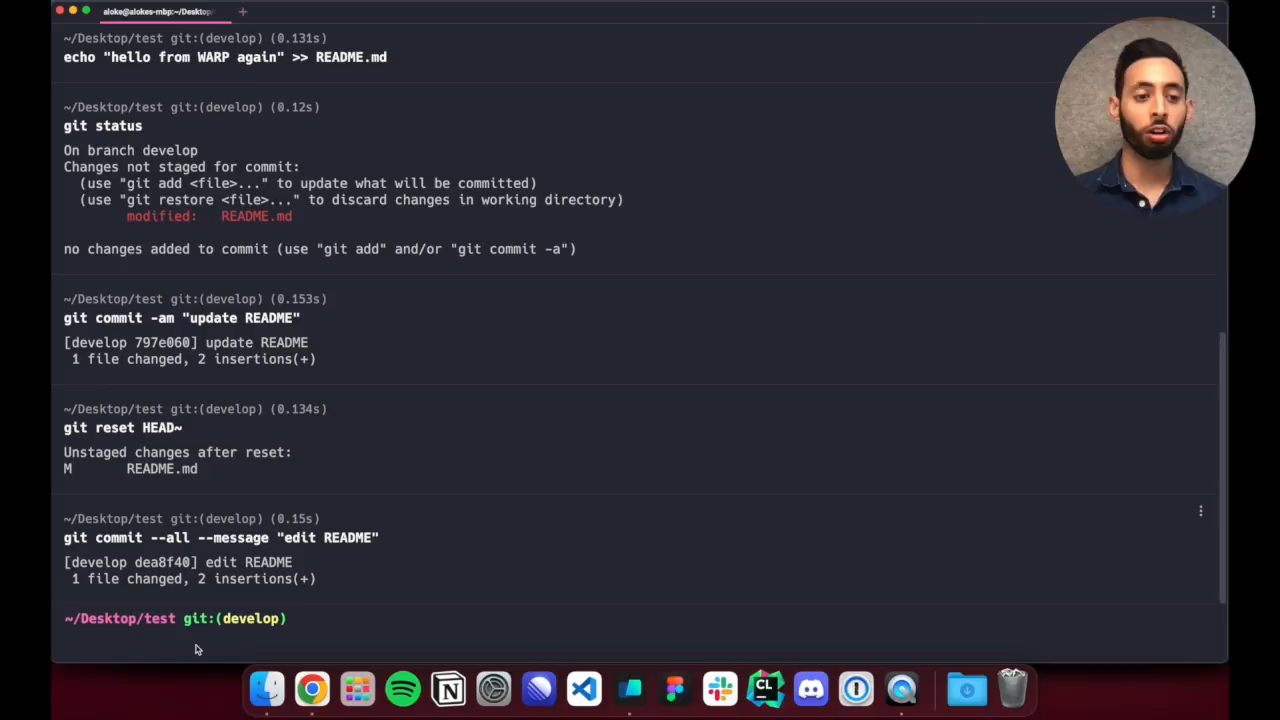 aloke@alokes-mbp:~/Desktop/
~/Desktop/test git:(develop) (0.131s)
echo "hello from WARP again" >> README.md
~/Desktop/test git:(develop) (0.12s)
git status
On branch develop
Changes not staged for commit:
(use "git add <file>..." to update what will be committed)
(use "git restore <file>..." to discard changes in working directory)
modified: README.md
no changes added to commit (use "git add" and/or "git commit -a")
~/Desktop/test git:(develop) (0.153s)
git commit -am "update README"
[develop 797e060] update README
1 file changed, 2 insertions(+)
~/Desktop/test git:(develop) (0.134s)
git reset HEAD~
Unstaged changes after reset:
M README.md
~/Desktop/test git:(develop) (0.15s)
git commit --all --message "edit README"
[develop dea8f40] edit README
1 file changed, 2 insertions(+)
~/Desktop/test git:(develop)
N
CL